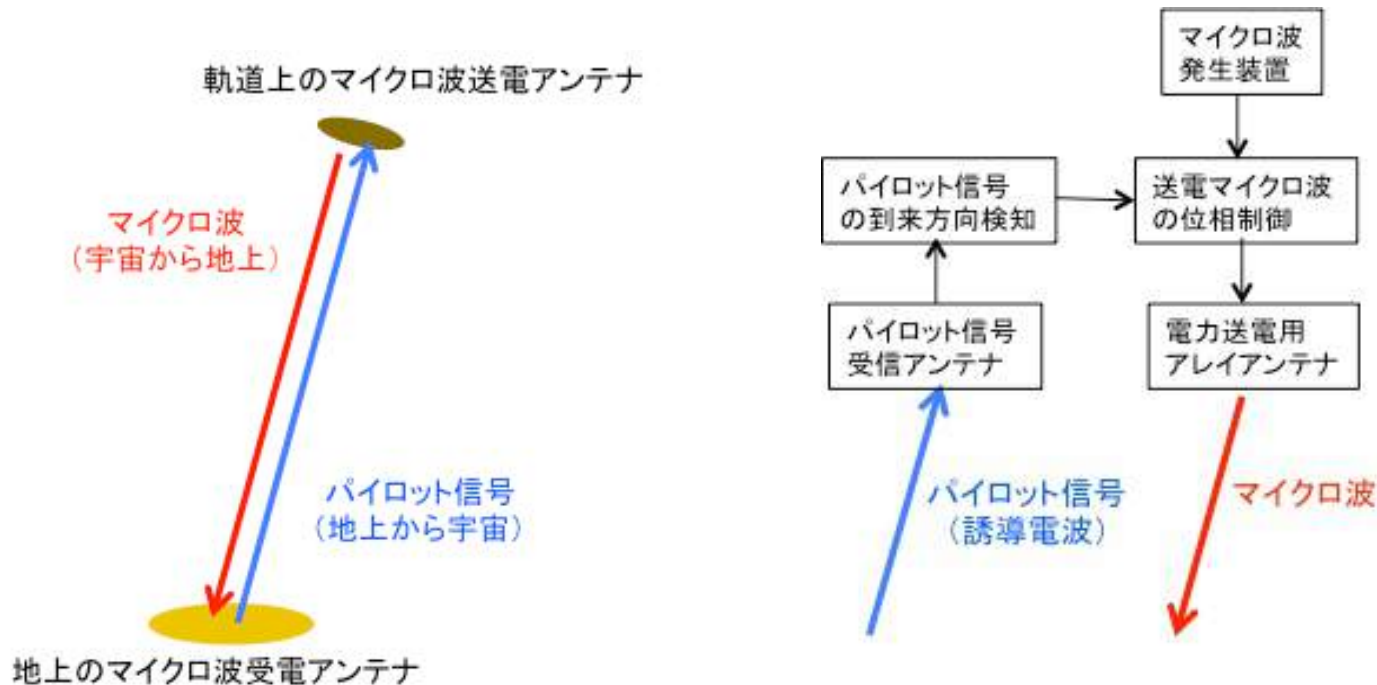 軌道上のマイクロ波送電アンテナ
マイクロ波
（宇宙から地上）
パイロット信号
（地上から宇宙）
地上のマイクロ波受電アンテナ
マイクロ波
発生装置
パイロット信号
の到来方向検知
送電マイクロ波
の位相制御
パイロット信号
受信アンテナ
電力送電用
アレイアンテナ
パイロット信号
（誘導電波）
マイクロ波